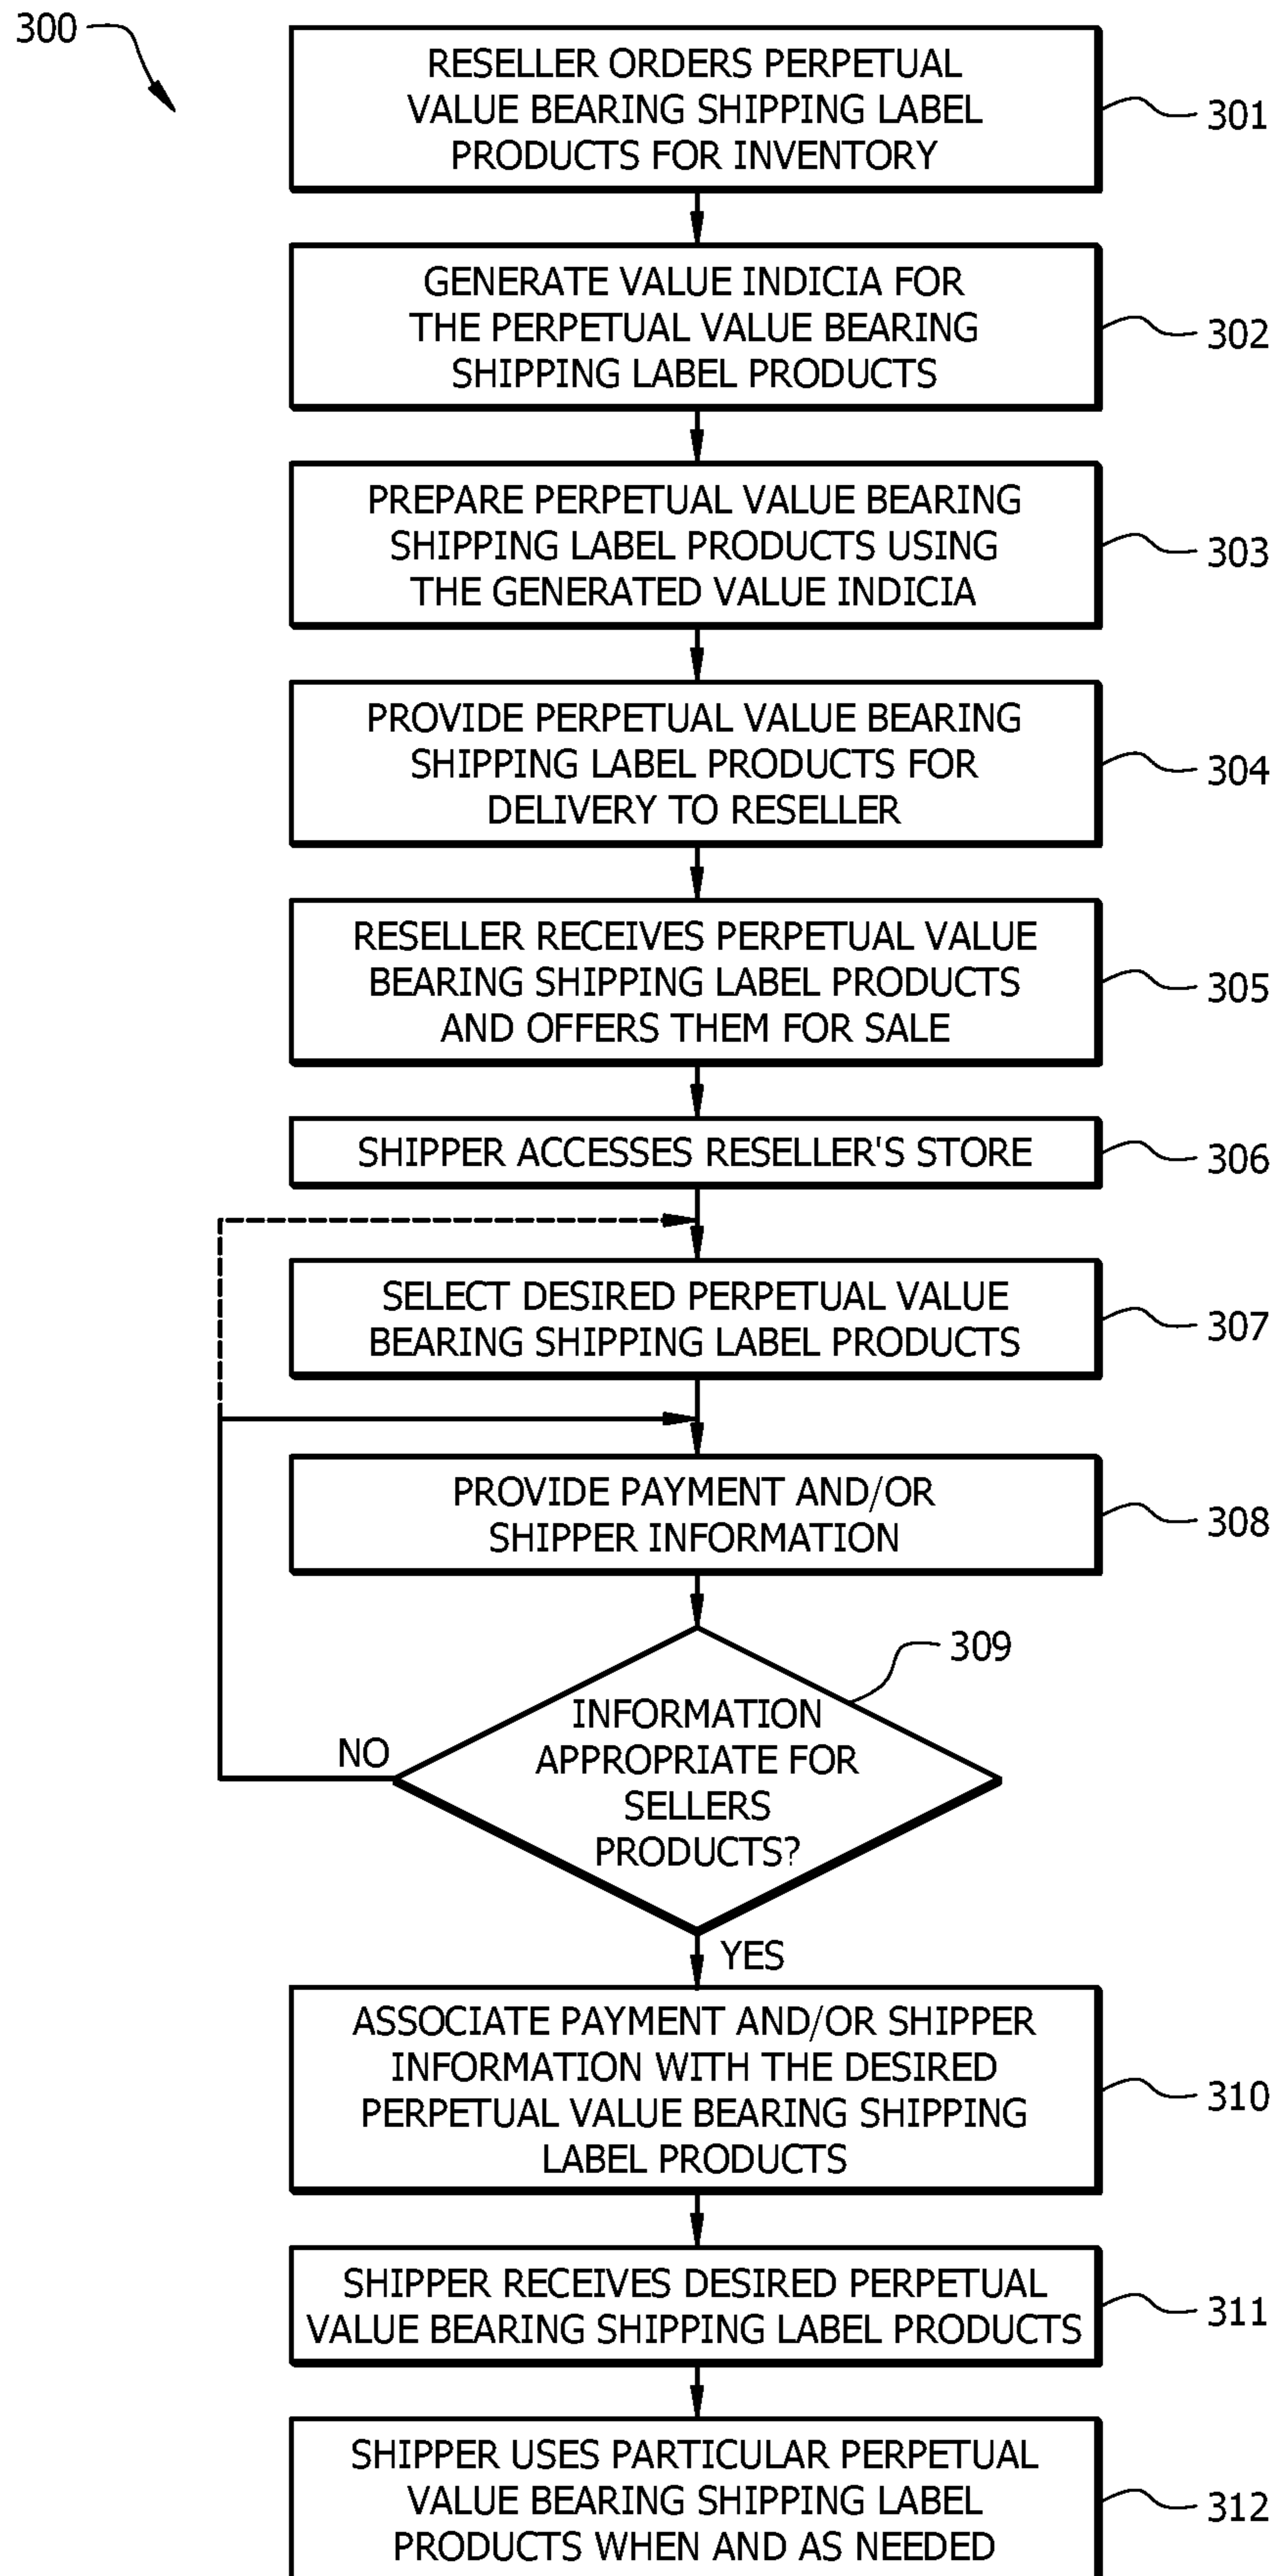 300
RESELLER ORDERS PERPETUAL
VALUE BEARING SHIPPING LABEL
PRODUCTS FOR INVENTORY
301
GENERATE VALUE INDICIA FOR
THE PERPETUAL VALUE BEARING
SHIPPING LABEL PRODUCTS
302
PREPARE PERPETUAL VALUE BEARING
SHIPPING LABEL PRODUCTS USING
THE GENERATED VALUE INDICIA
303
PROVIDE PERPETUAL VALUE BEARING
SHIPPING LABEL PRODUCTS FOR
DELIVERY TO RESELLER
304
RESELLER RECEIVES PERPETUAL VALUE
BEARING SHIPPING LABEL PRODUCTS
AND OFFERS THEM FOR SALE
305
SHIPPER ACCESSES RESELLER'S STORE
306
SELECT DESIRED PERPETUAL VALUE
BEARING SHIPPING LABEL PRODUCTS
307
PROVIDE PAYMENT AND/OR
SHIPPER INFORMATION
308
309
INFORMATION
APPROPRIATE FOR
SELLERS
PRODUCTS?
NO
YES
ASSOCIATE PAYMENT AND/OR SHIPPER
INFORMATION WITH THE DESIRED
PERPETUAL VALUE BEARING SHIPPING
LABEL PRODUCTS
310
SHIPPER RECEIVES DESIRED PERPETUAL
VALUE BEARING SHIPPING LABEL PRODUCTS
311
SHIPPER USES PARTICULAR PERPETUAL
VALUE BEARING SHIPPING LABEL
PRODUCTS WHEN AND AS NEEDED
312